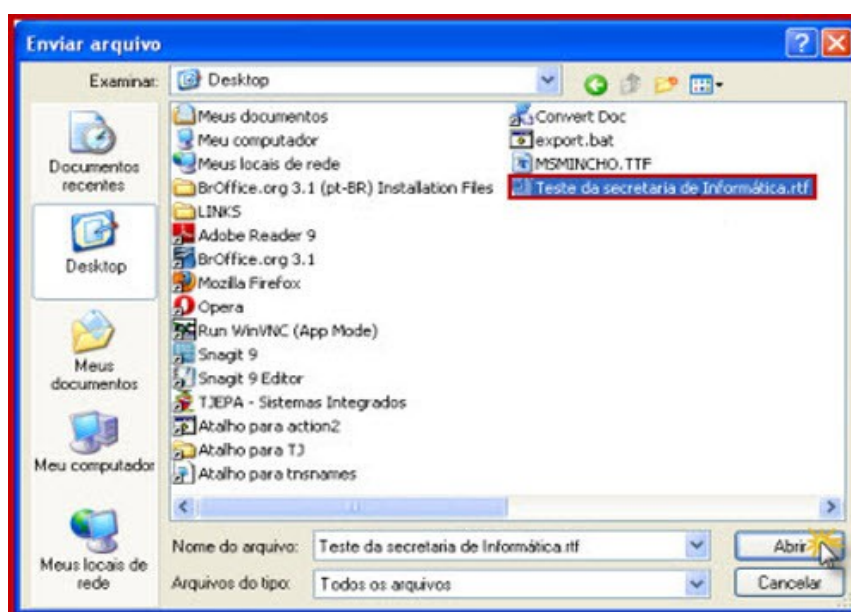 Enviar arquivo
Examinar: Desktop
Documentos recentes
Desktop
Meus documentos
Meu computador
Meus locais de rede
Meus documentos
Meu computador
Meus locais de rede
BrOffice.org 3.1 (pt-BR) Installation Files
LINKS
Adobe Reader 9
BrOffice.org 3.1
Mozilla Firefox
Opera
Run WinVNC (App Mode)
Snagit 9
Snagit 9 Editor
TJEPA - Sistemas Integrados
Atalho para action2
Atalho para TJ
Atalho para tnsnames
Convert Doc
export.bat
MSMINCHO.TTF
Teste da secretaria de Informática.rtf
Nome do arquivo: Teste da secretaria de Informática.rtf Abrir
Arquivos do tipo: Todos os arquivos Cancelar